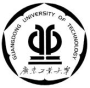 GUANGDONG UNIVERSITY OF TECHNOLOGY
广东工业大学